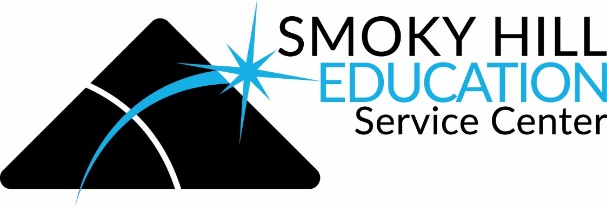 SMOKY HILL
EDUCATION
Service Center